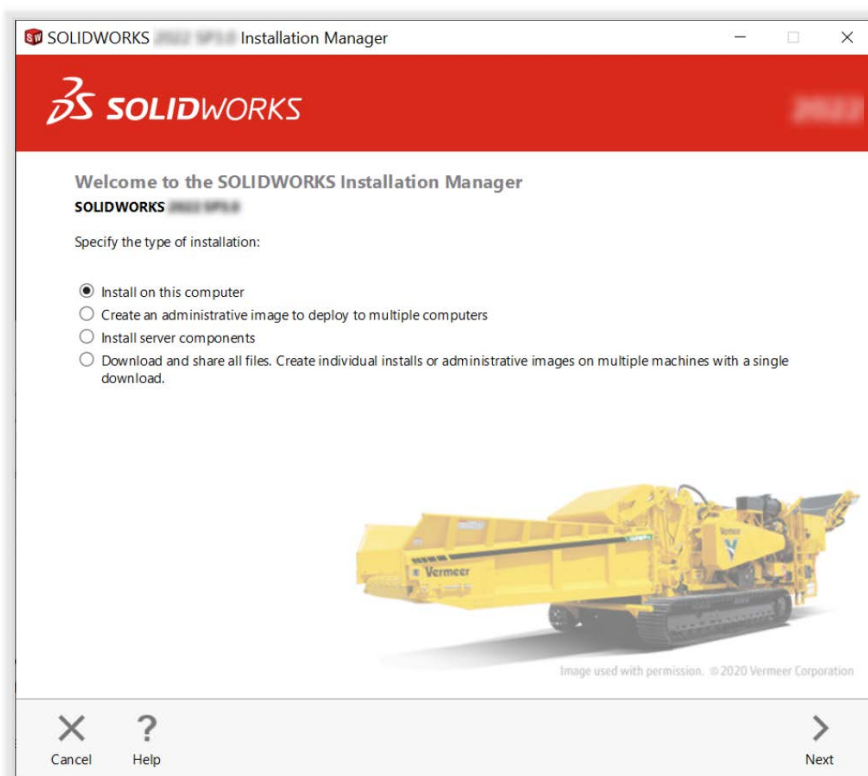 SOLIDWORKS Installation Manager
SOLIDWORKS
Welcome to the SOLIDWORKS Installation Manager
SOLIDWORKS
Specify the type of installation:
Install on this computer
Create an administrative image to deploy to multiple computers
Install server components
Download and share all files. Create individual installs or administrative images on multiple machines with a single
download.
Vermeer
Vermeer
Image used with permission. © 2020 Vermeer Corporation
Cancel
Help
Next